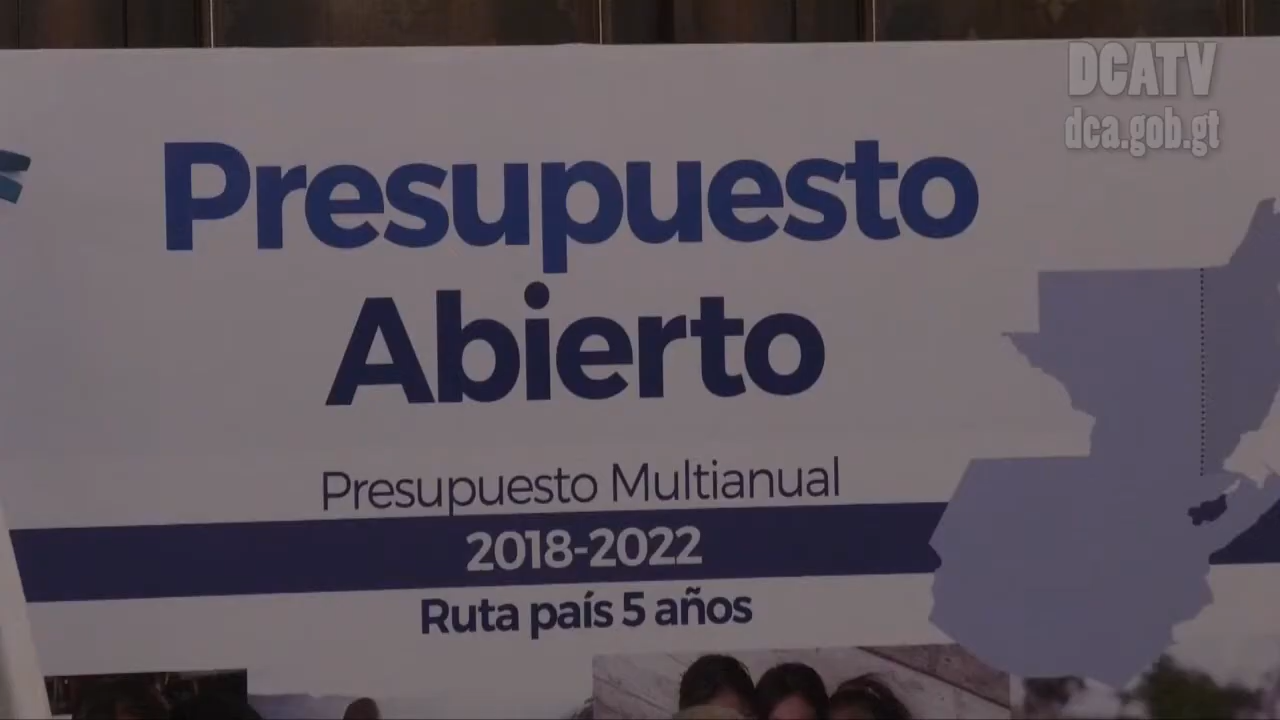 DCATV
dca.gob.gt
Presupuesto
Abierto
Presupuesto Multianual
2018-2022
Ruta país 5 años